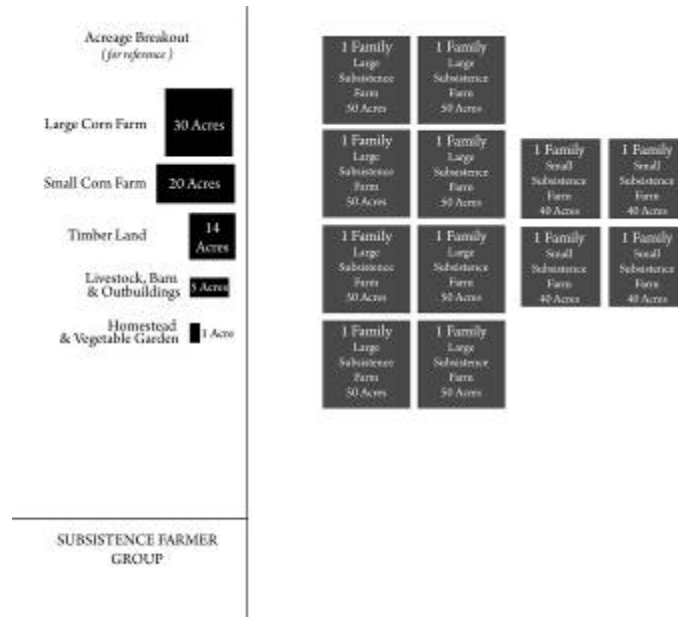 Acreage Breakout
(for reference)
Large Corn Farm
30 Acres
Small Corn Farm
20 Acres
Timber Land
14
Acres
Livestock, Barn
& Outbuildings
5 Acres
Homestead
& Vegetable Garden
1 Acre
SUBSISTENCE FARMER
GROUP
1 Family
Large
Subsistence
Farm
50 Acres
1 Family
Large
Subsistence
Farm
50 Acres
1 Family
Large
Subsistence
Farm
50 Acres
1 Family
Large
Subsistence
Farm
50 Acres
1 Family
Large
Subsistence
Farm
50 Acres
1 Family
Large
Subsistence
Farm
50 Acres
1 Family
Large
Subsistence
Farm
50 Acres
1 Family
Large
Subsistence
Farm
50 Acres
1 Family
Small
Subsistence
Farm
40 Acres
1 Family
Small
Subsistence
Farm
40 Acres
1 Family
Small
Subsistence
Farm
40 Acres
1 Family
Small
Subsistence
Farm
40 Acres